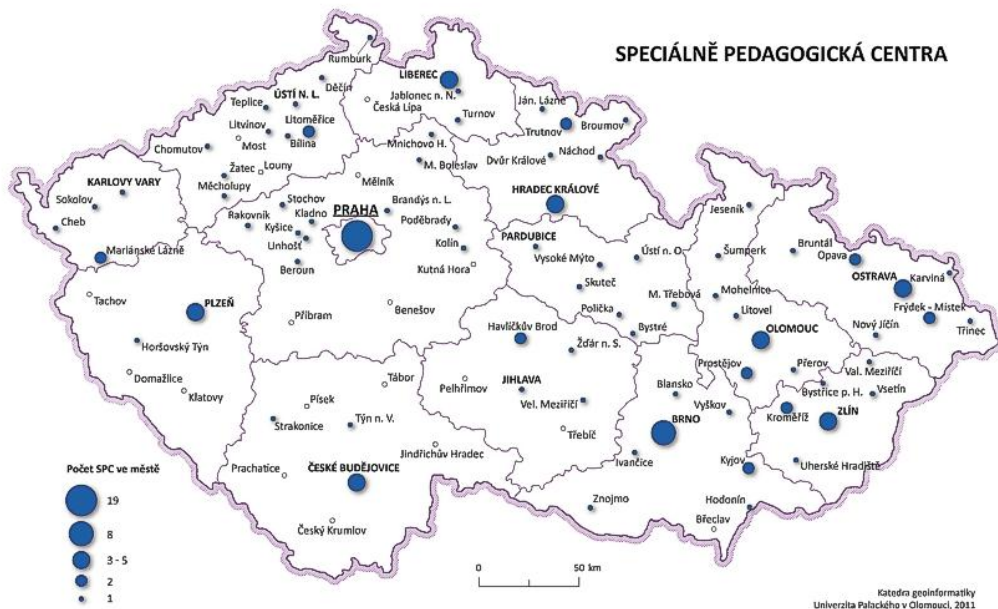 SPECIÁLNĚ PEDAGOGICKÁ CENTRA
Rumburk
LIBEREC
Děčín
Jablonec n. N.
Ján. Lázně
ÚSTÍ N. L.
Teplice
Česká Lípa
Turnov
Trutnov
Broumov
Litoměřice
Litvínov
Most
Bílina
Mnichovo H.
Chomutov
Dvůr Králové
Náchod
Louny
M. Boleslav
Žatec
Mělník
KARLOVY VARY
Měcholupy
Stochov
Brandýs n. L.
HRADEC KRÁLOVÉ
Sokolov
Rakovník
Kladno
PRAHA
Poděbrady
Jeseník
Cheb
Kyšice
Unhošť
Kolín
PARDUBICE
Mariánské Lázně
Beroun
Kutná Hora
Vysoké Mýto
Ústí n. O.
Šumperk
Bruntál
Opava
OSTRAVA
Karviná
Tachov
PLZEŇ
Příbram
Benešov
Skuteč
M. Třebová
Mohelnice
Litovel
Frýdek - Místek
Polička
Bystré
Nový Jíčín
Třinec
Horšovský Týn
Havlíčkův Brod
Žďár n. S.
OLOMOUC
Domažlice
Klatovy
Prostějov
Přerov
Val. Meziříčí
Tábor
Pelhřimov
JIHLAVA
Blansko
Bystřice p. H.
Vsetín
Písek
Vel. Meziříčí
Vyškov
Kroměříž
ZLÍN
Strakonice
Týn n. V.
Třebíč
BRNO
Prachatice
Jindřichův Hradec
Ivančice
Kyjov
Uherské Hradiště
ČESKÉ BUDĚJOVICE
Znojmo
Hodonín
Břeclav
Český Krumlov
Počet SPC ve městě
19
8
3 - 5
2
1
0
50 km
Katedra geoinformatiky
Univerzita Palackého v Olomouci, 2011